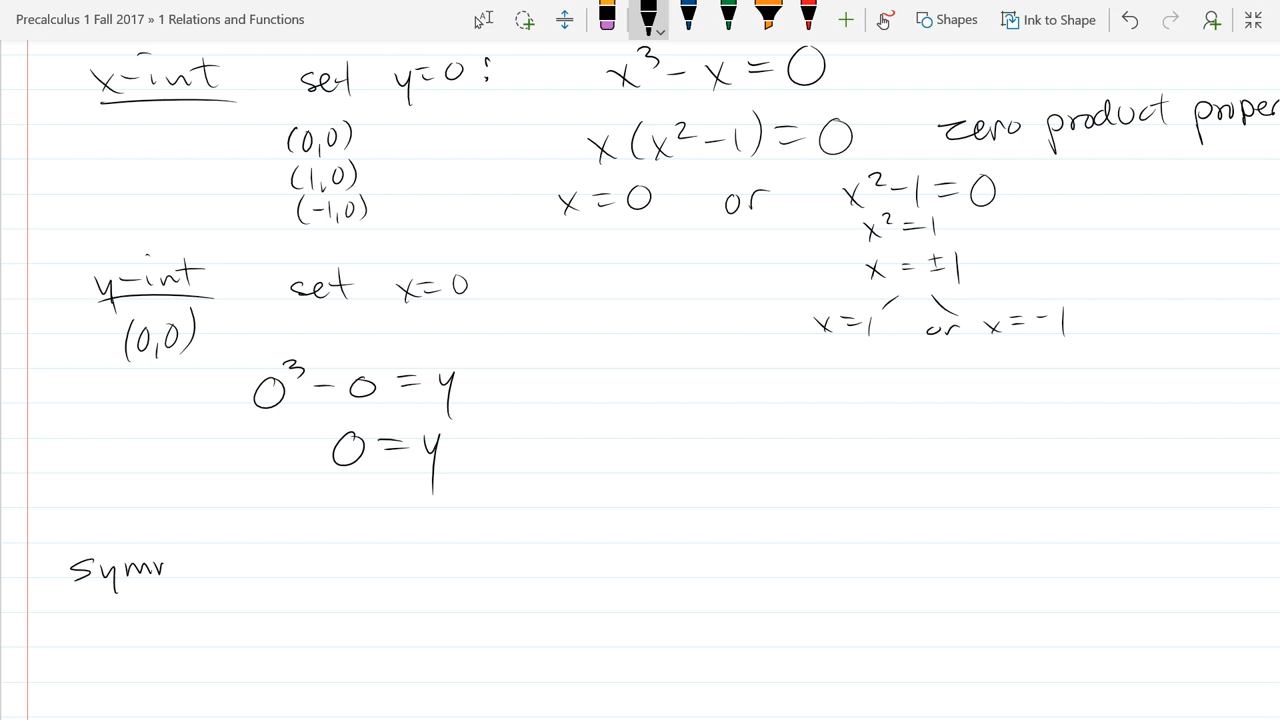 Precalculus 1 Fall 2017 » 1 Relations and Functions
Shapes
Ink to Shape
x-int set y=0: x³ - x = 0
(0,0) x(x²-1) = 0 zero product proper
(1,0)
(-1,0) x = 0 or x²-1 = 0
x² = 1
y-int set x=0 x = ±1
(0,0) x=1 or x=-1
0³ - 0 = y
0 = y
Symm